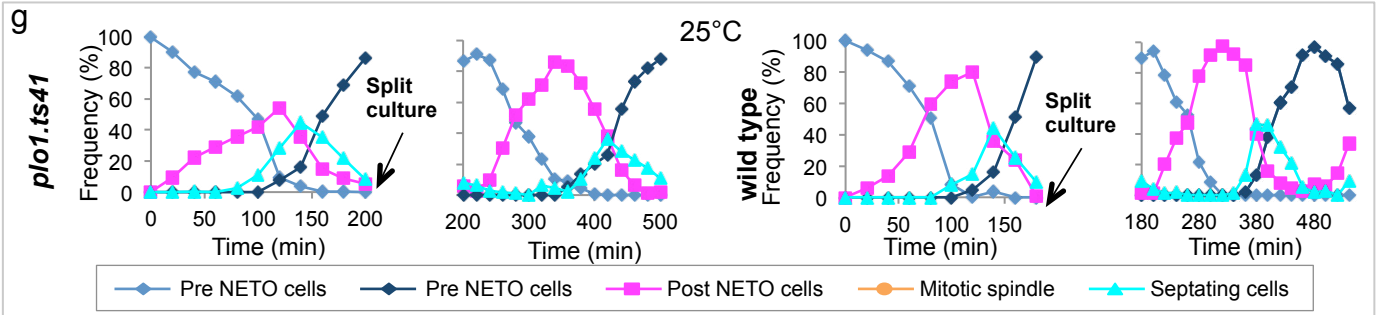 g
25°C
plo1.ts41
Frequency (%)
100
80
60
40
20
0
0 50 100 150 200
Time (min)
Split
culture
200 300 400 500
Time (min)
wild type
Frequency (%)
100
80
60
40
20
0
0 50 100 150
Time (min)
Split
culture
180 280 380 480
Time (min)
Pre NETO cells Pre NETO cells Post NETO cells Mitotic spindle Septating cells